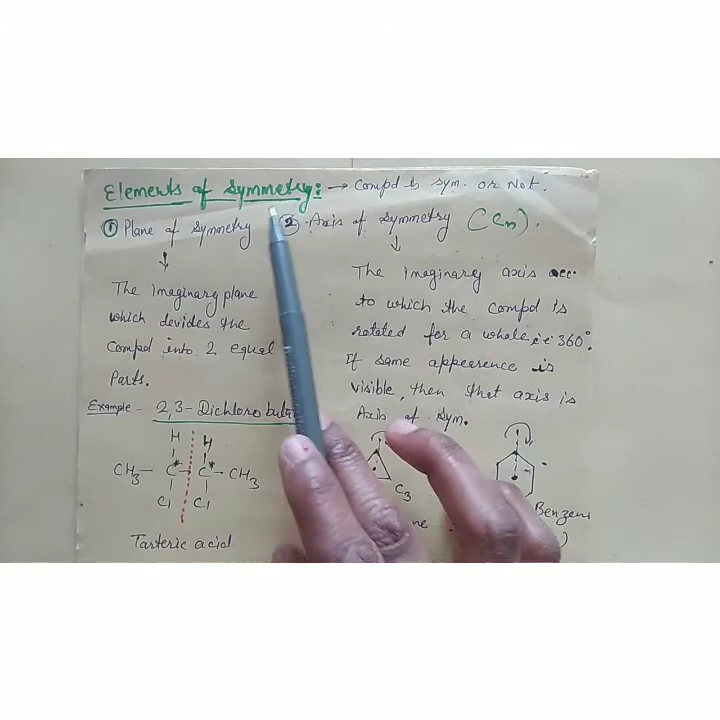 Elements of Symmetry: → Compd is sym. or Not.
① Plane of symmetry
↓
The imaginary plane
which devides the
Compd into 2 equal
Parts.
Example - 2,3-Dichloro
H H
CH3— C* — C* — CH3
Cl Cl
Tarteric acid
② Axis of symmetry (Cn).
↓
The imaginary axis acc.
to which the compd is
rotated for a whole i.e 360°.
If same appearence is
visible, then that axis is
Axis of Sym.
C3
Benzen
)